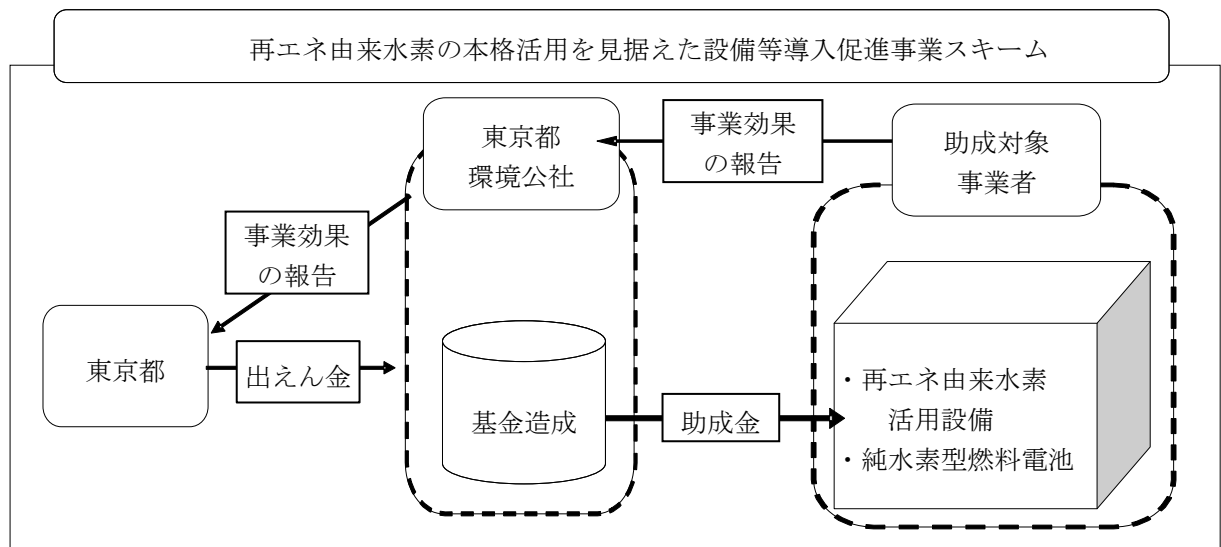 再エネ由来水素の本格活用を見据えた設備等導入促進事業スキーム
東京都
環境公社
事業効果
の報告
助成対象
事業者
事業効果
の報告
東京都
出えん金
基金造成
助成金
・再エネ由来水素
活用設備
・純水素型燃料電池